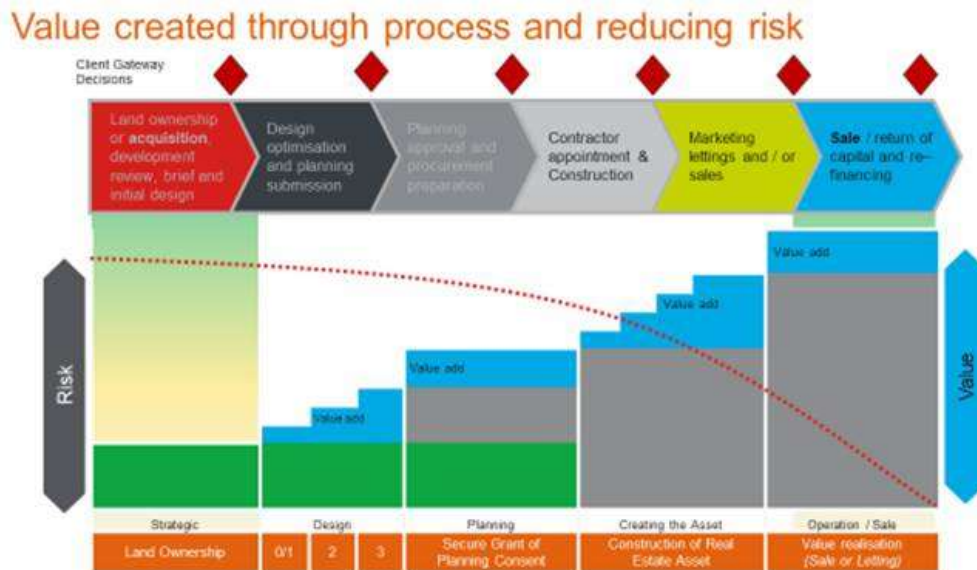 Value created through process and reducing risk
Client Gateway
Decisions
Land ownership
or acquisition,
development
review, brief and
initial design
Design
optimisation
and planning
submission
Planning
approval and
procurement
preparation
Contractor
appointment &
Construction
Marketing
lettings and / or
sales
Sale / return of
capital and re-
financing
Risk
Value add
Value add
Value add
Value add
Value
Strategic
Design
Planning
Creating the Asset
Operation / Sale
Land Ownership
0/1
2
3
Secure Grant of
Planning Consent
Construction of Real
Estate Asset
Value realisation
(Sale or Letting)